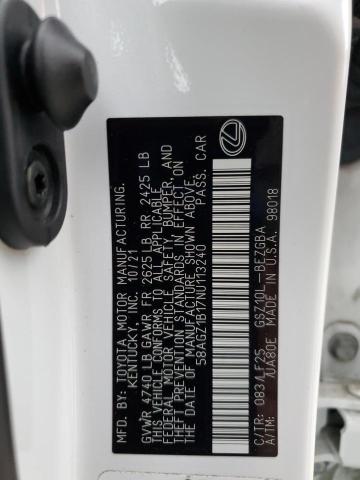 MFD. BY: TOYOTA MOTOR MANUFACTURING,
KENTUCKY, INC. 10/21
GVWR 4740 LB GAWR FR 2625 LB RR 2425 LB
THIS VEHICLE CONFORMS TO ALL APPLICABLE
FEDERAL MOTOR VEHICLE SAFETY, BUMPER, AND
THEFT PREVENTION STANDARDS IN EFFECT ON
THE DATE OF MANUFACTURE SHOWN ABOVE.
58AGZ1B17NU113240 PASS. CAR
C/TR: 083/LF25 GSZ10L-BEZGBA
A/TM: /UA80E MADE IN U.S.A. 98018